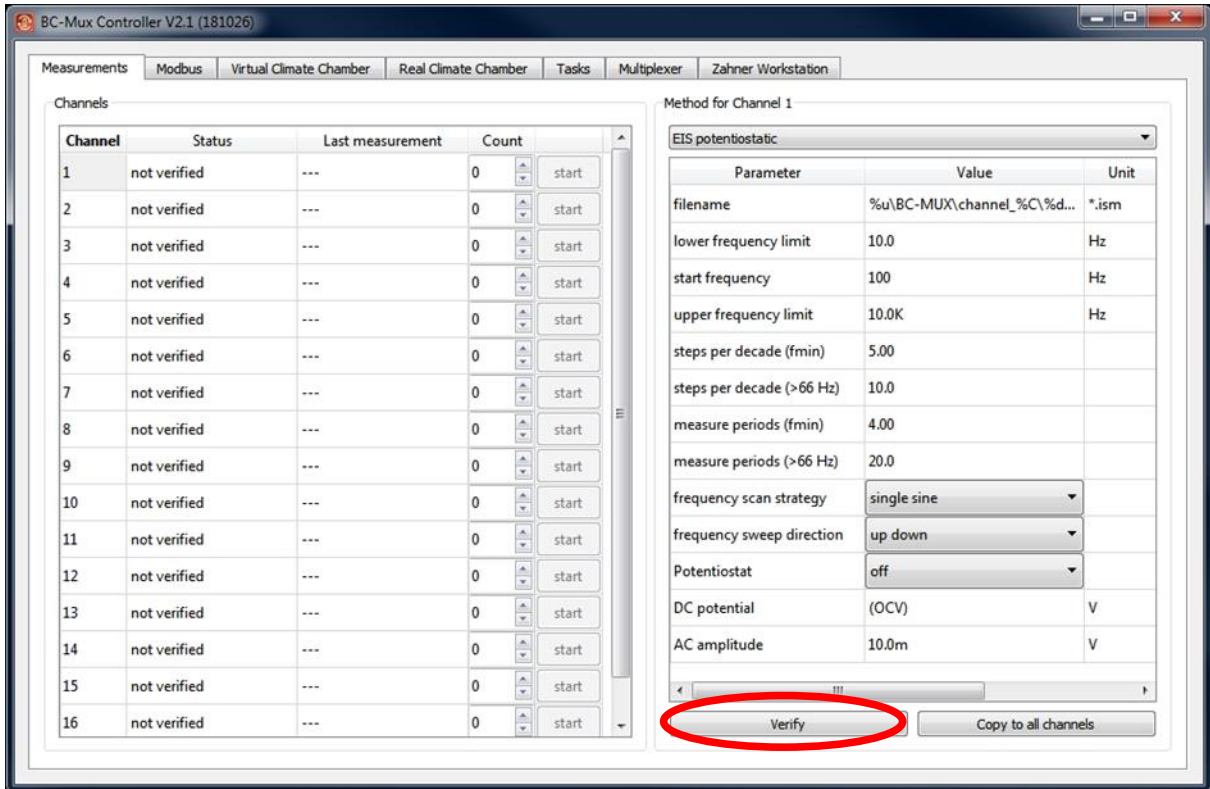 BC-Mux Controller V2.1 (181026)
Measurements Modbus Virtual Climate Chamber Real Climate Chamber Tasks Multiplexer Zahner Workstation
Channels
Channel Status Last measurement Count
1 not verified --- 0 start
2 not verified --- 0 start
3 not verified --- 0 start
4 not verified --- 0 start
5 not verified --- 0 start
6 not verified --- 0 start
7 not verified --- 0 start
8 not verified --- 0 start
9 not verified --- 0 start
10 not verified --- 0 start
11 not verified --- 0 start
12 not verified --- 0 start
13 not verified --- 0 start
14 not verified --- 0 start
15 not verified --- 0 start
16 not verified --- 0 start
Method for Channel 1
EIS potentiostatic
Parameter Value Unit
filename %u\BC-MUX\channel_%C\%d... *.ism
lower frequency limit 10.0 Hz
start frequency 100 Hz
upper frequency limit 10.0K Hz
steps per decade (fmin) 5.00
steps per decade (>66 Hz) 10.0
measure periods (fmin) 4.00
measure periods (>66 Hz) 20.0
frequency scan strategy single sine
frequency sweep direction up down
Potentiostat off
DC potential (OCV) V
AC amplitude 10.0m V
Verify Copy to all channels